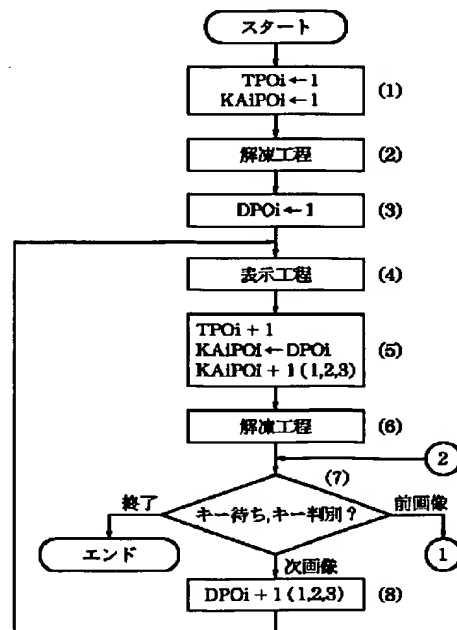 スタート
TPOi←1
KAiPOi←1
(1)
解凍工程
(2)
DPOi←1
(3)
表示工程
(4)
TPOi + 1
KAiPOi←DPOi
KAiPOi + 1 (1,2,3)
(5)
解凍工程
(6)
2
(7)
終了
キー待ち,キー判別?
前画像
エンド
1
次画像
DPOi + 1 (1,2,3)
(8)